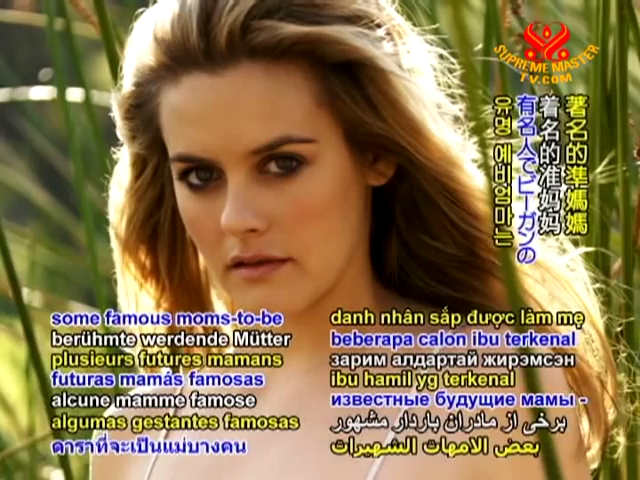 SUPREME MASTER
TV.COM
著名的準媽媽
着名的准妈妈
有名人でビーガンの
유명 예비엄마는
some famous moms-to-be
berühmte werdende Mütter
plusieurs futures mamans
futuras mamás famosas
alcune mamme famose
algumas gestantes famosas
ดาราที่จะเป็นแม่บางคน
danh nhân sắp được làm mẹ
beberapa calon ibu terkenal
зарим алдартай жирэмсэн
ibu hamil yg terkenal
известные будущие мамы -
برخی از مادران باردار مشهور
بعض الامهات الشهيرات